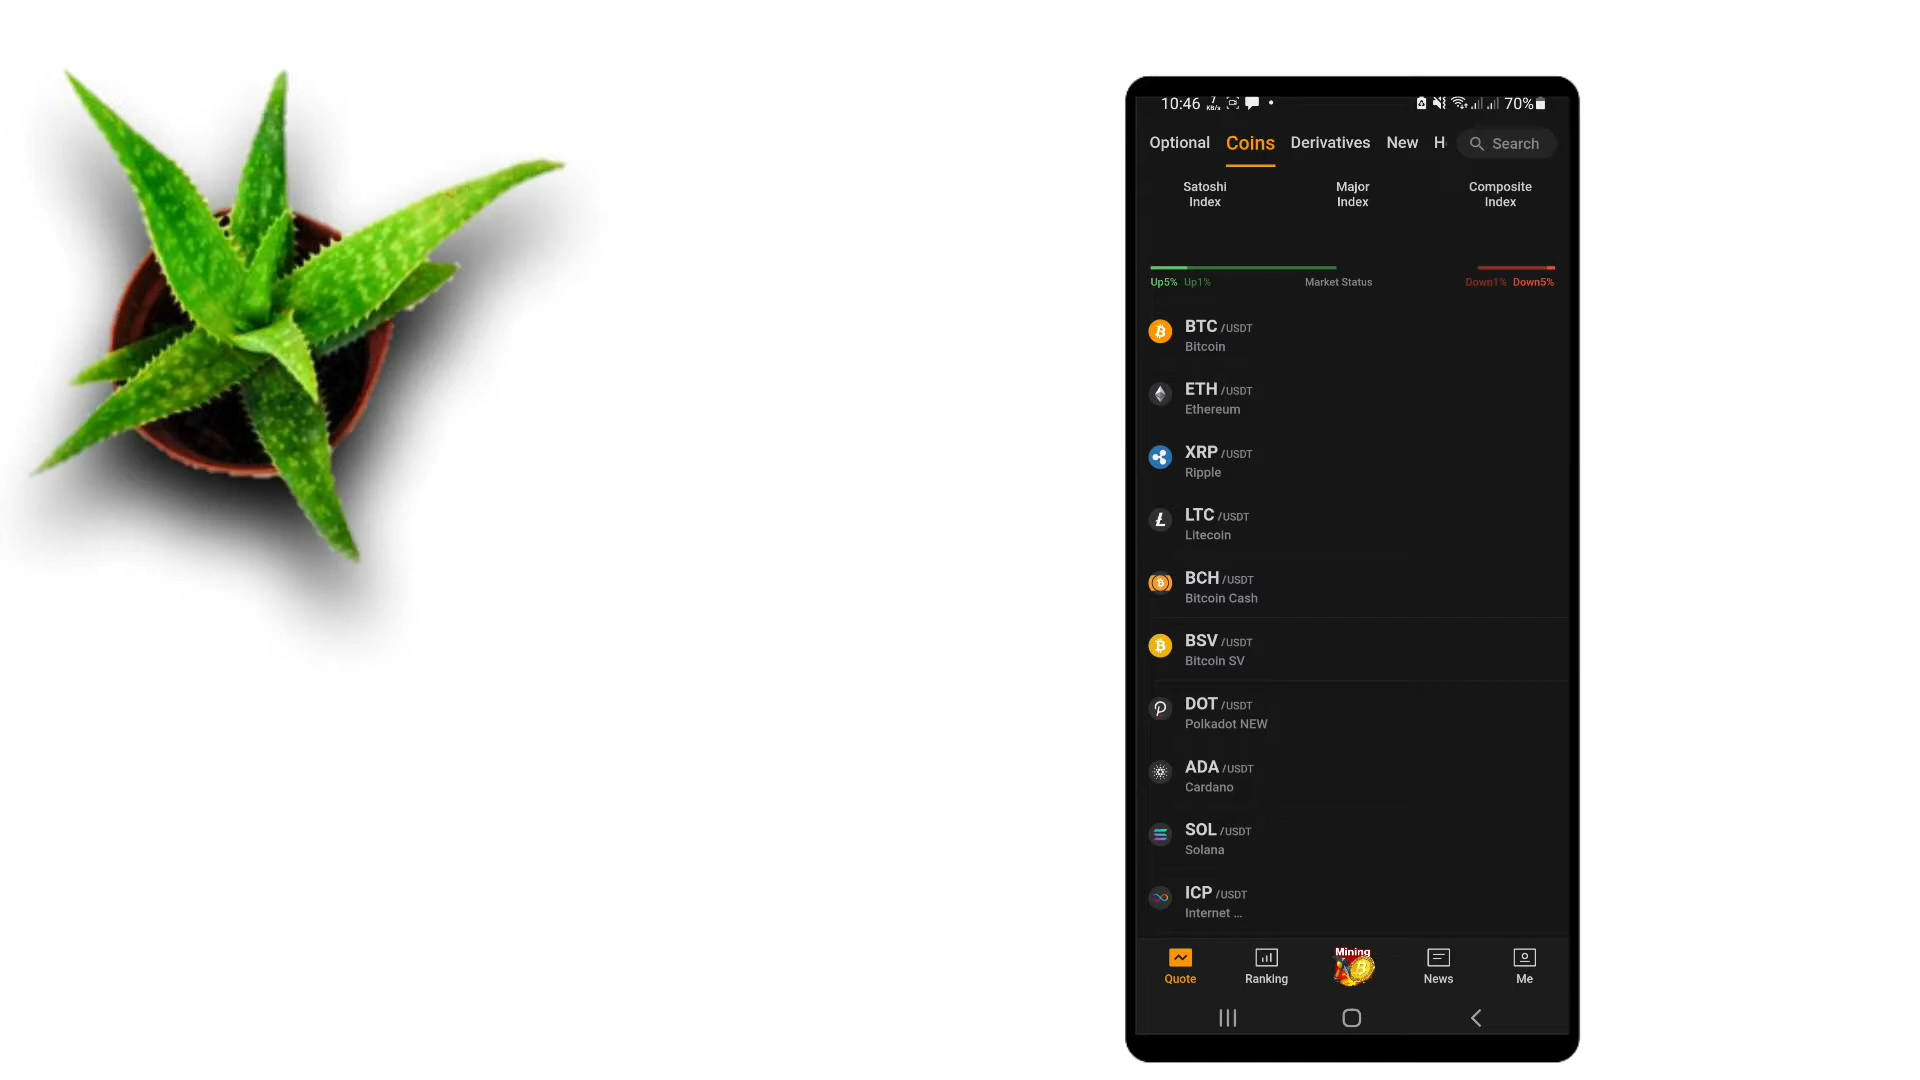 10:46 7 KB/s 70%
Optional Coins Derivatives New H Search
Satoshi Index
Major Index
Composite Index
Up5% Up1% Market Status Down1% Down5%
BTC /USDT
Bitcoin
ETH /USDT
Ethereum
XRP /USDT
Ripple
LTC /USDT
Litecoin
BCH /USDT
Bitcoin Cash
BSV /USDT
Bitcoin SV
DOT /USDT
Polkadot NEW
ADA /USDT
Cardano
SOL /USDT
Solana
ICP /USDT
Internet ...
Mining
Quote Ranking News Me